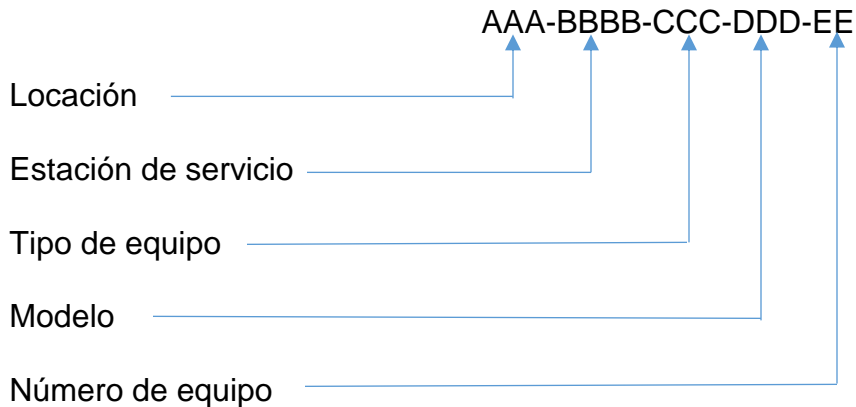 AAA-BBBB-CCC-DDD-EE
Locación
Estación de servicio
Tipo de equipo
Modelo
Número de equipo